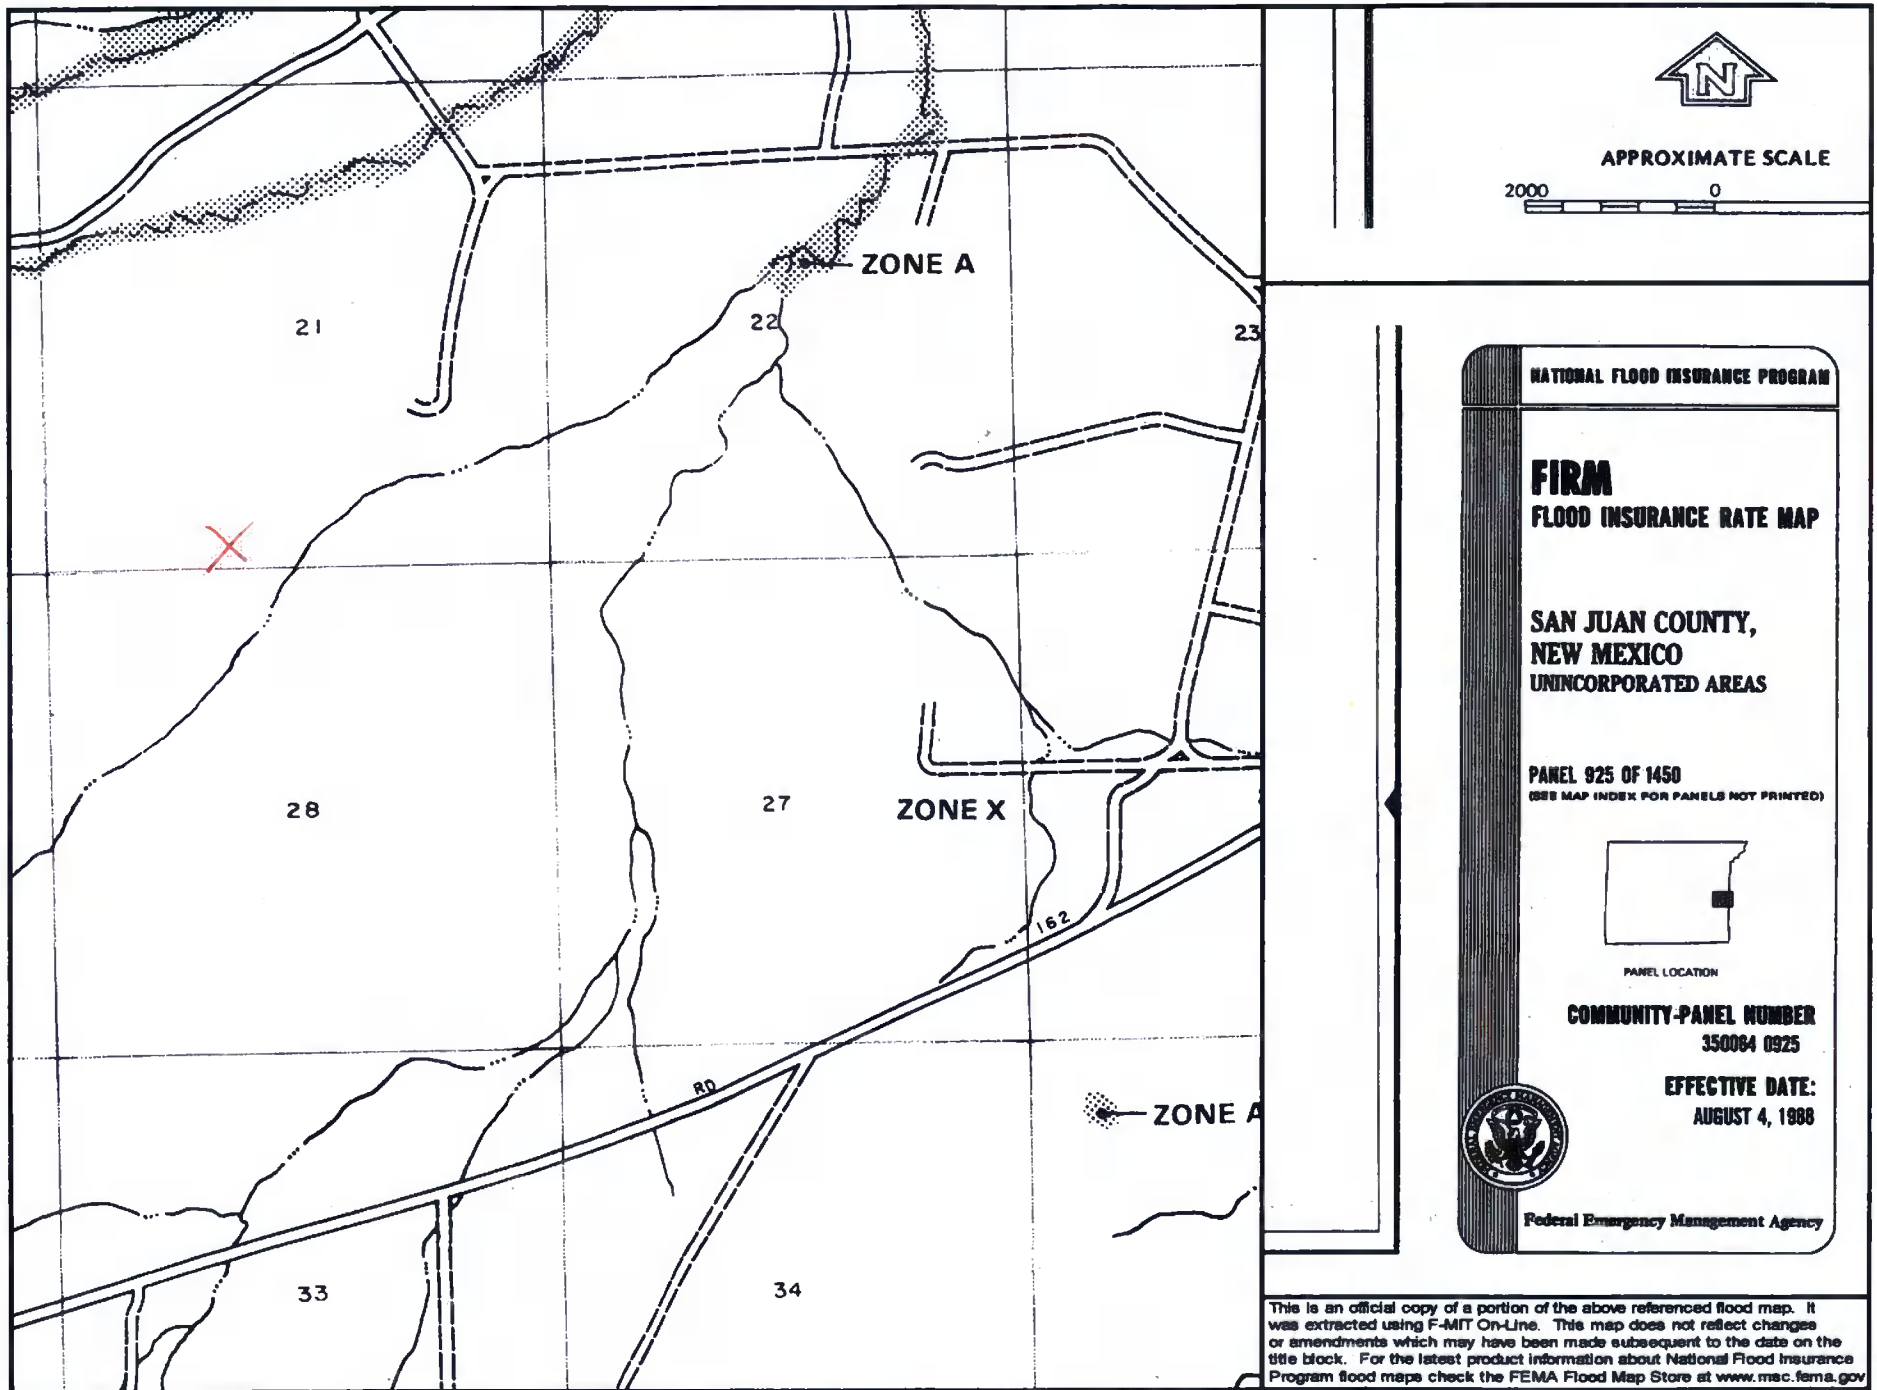 N
APPROXIMATE SCALE
2000 0
ZONE A
21
22
23
28
27
ZONE X
162
RD
ZONE A
33
34
NATIONAL FLOOD INSURANCE PROGRAM
FIRM
FLOOD INSURANCE RATE MAP
SAN JUAN COUNTY,
NEW MEXICO
UNINCORPORATED AREAS
PANEL 925 OF 1450
(SEE MAP INDEX FOR PANELS NOT PRINTED)
PANEL LOCATION
COMMUNITY-PANEL NUMBER
350064 0925
EFFECTIVE DATE:
AUGUST 4, 1988
Federal Emergency Management Agency
This is an official copy of a portion of the above referenced flood map. It
was extracted using F-MIT On-Line. This map does not reflect changes
or amendments which may have been made subsequent to the date on the
title block. For the latest product information about National Flood Insurance
Program flood maps check the FEMA Flood Map Store at www.msc.fema.gov